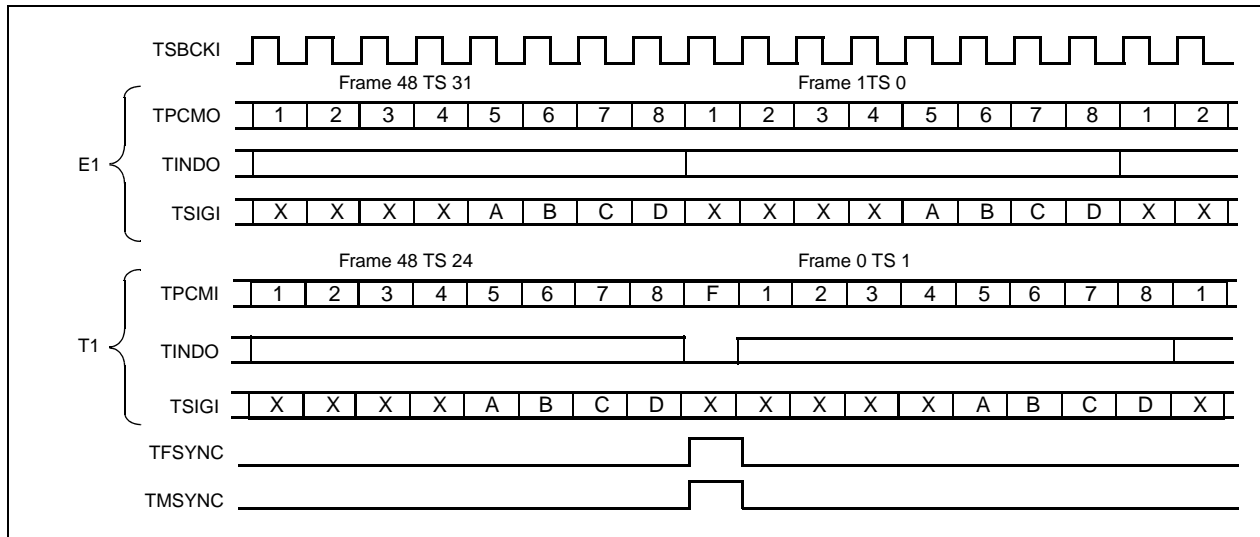 TSBCKI
Frame 48 TS 31 Frame 1TS 0
TPCMO 1 2 3 4 5 6 7 8 1 2 3 4 5 6 7 8 1 2
E1
TINDO
TSIGI X X X X A B C D X X X X A B C D X X
Frame 48 TS 24 Frame 0 TS 1
TPCMI 1 2 3 4 5 6 7 8 F 1 2 3 4 5 6 7 8 1
T1
TINDO
TSIGI X X X X A B C D X X X X X A B C D X
TFSYNC
TMSYNC